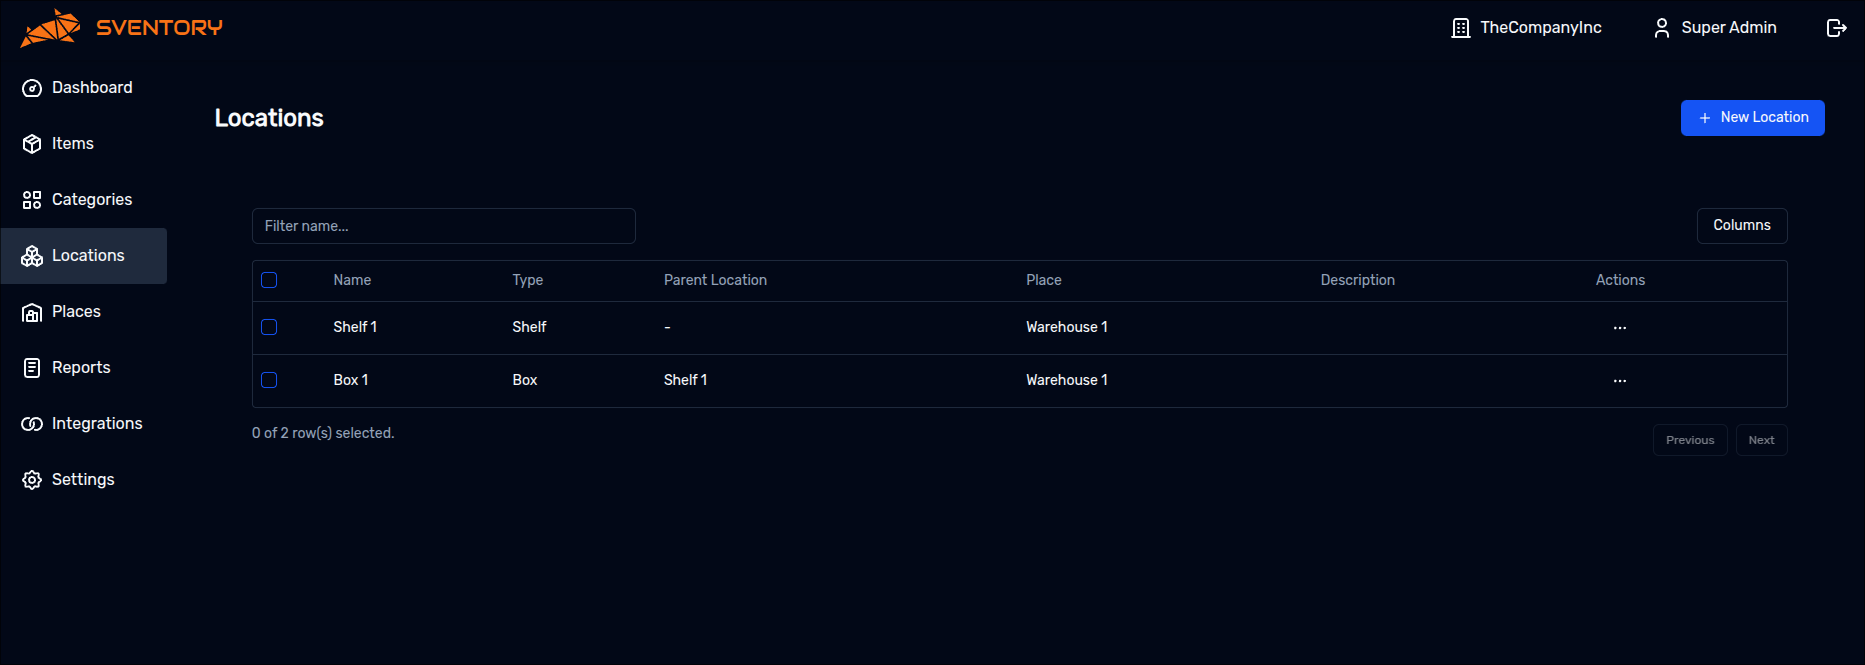 SVENTORY
TheCompanyInc
Super Admin
Dashboard
Items
Categories
Locations
Places
Reports
Integrations
Settings
Locations
+ New Location
Filter name...
Columns
Name Type Parent Location Place Description Actions
Shelf 1 Shelf - Warehouse 1 ...
Box 1 Box Shelf 1 Warehouse 1 ...
0 of 2 row(s) selected.
Previous
Next